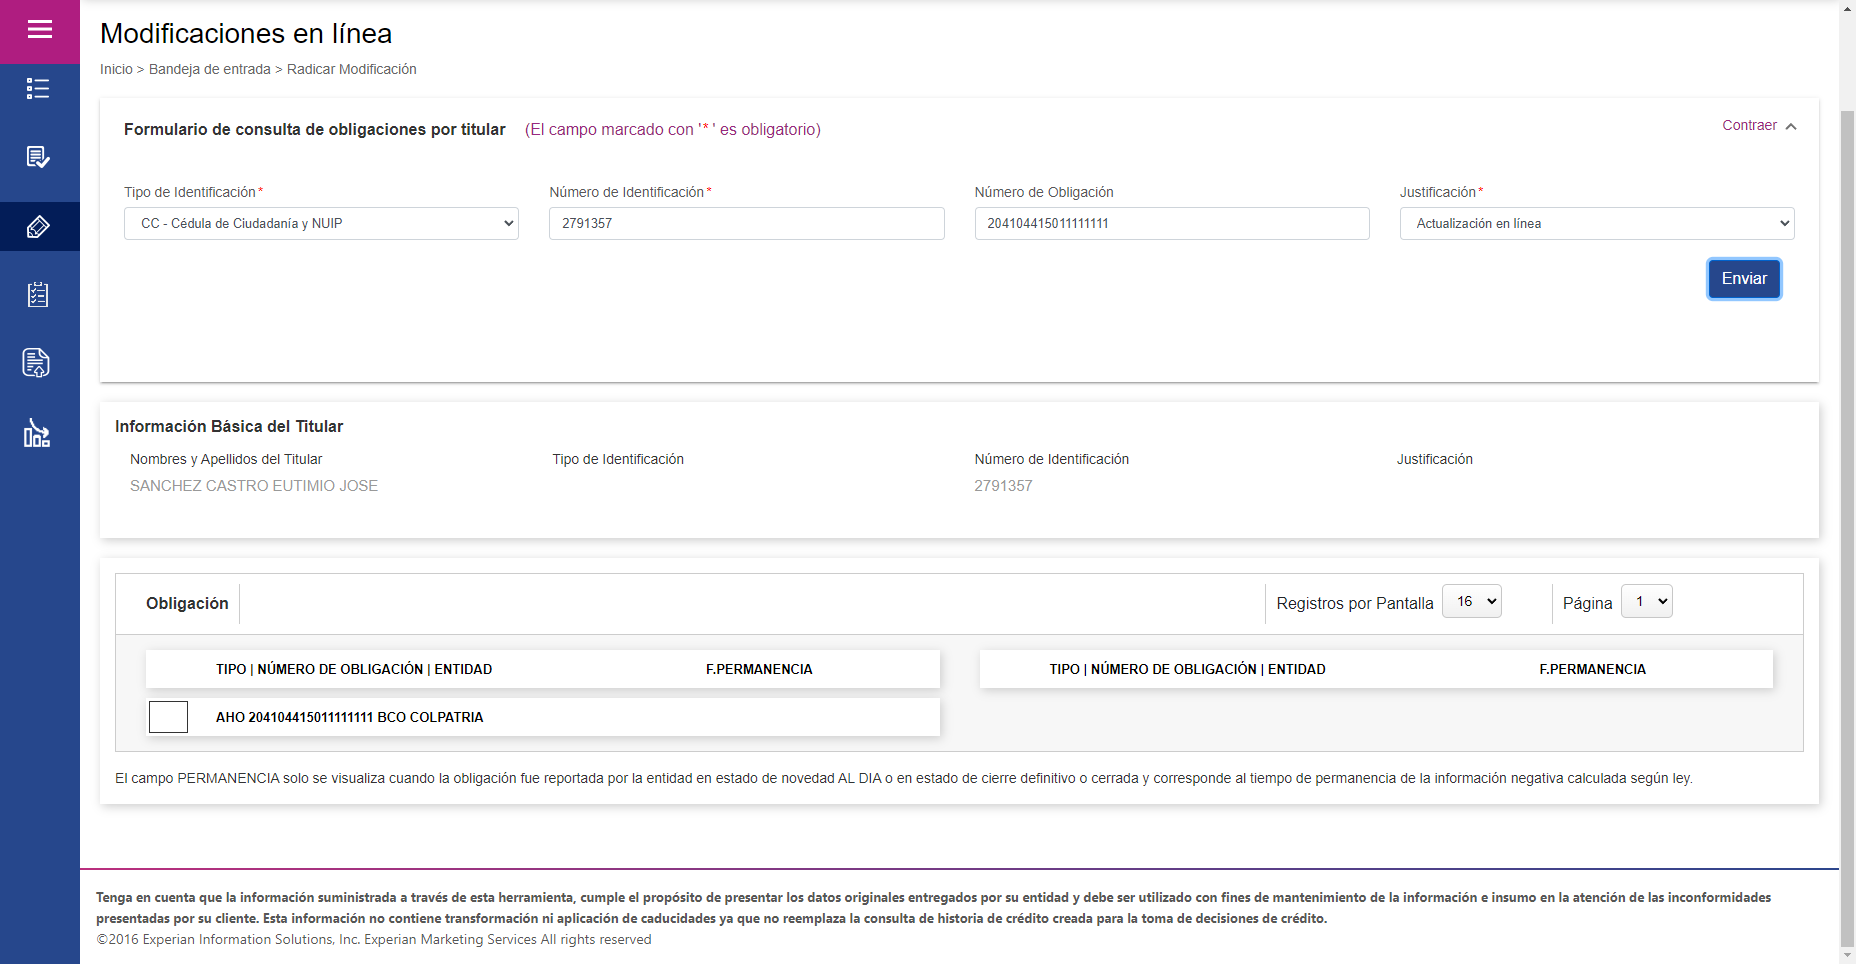 Modificaciones en línea
Inicio > Bandeja de entrada > Radicar Modificación
Formulario de consulta de obligaciones por titular (El campo marcado con '*' es obligatorio)
Contraer
Tipo de Identificación* Número de Identificación* Número de Obligación Justificación*
CC - Cédula de Ciudadanía y NUIP 2791357 204104415011111111 Actualización en línea
Enviar
Información Básica del Titular
Nombres y Apellidos del Titular Tipo de Identificación Número de Identificación Justificación
SANCHEZ CASTRO EUTIMIO JOSE 2791357
Obligación Registros por Pantalla 16 Página 1
TIPO | NÚMERO DE OBLIGACIÓN | ENTIDAD F.PERMANENCIA TIPO | NÚMERO DE OBLIGACIÓN | ENTIDAD F.PERMANENCIA
AHO 204104415011111111 BCO COLPATRIA
El campo PERMANENCIA solo se visualiza cuando la obligación fue reportada por la entidad en estado de novedad AL DIA o en estado de cierre definitivo o cerrada y corresponde al tiempo de permanencia de la información negativa calculada según ley.
Tenga en cuenta que la información suministrada a través de esta herramienta, cumple el propósito de presentar los datos originales entregados por su entidad y debe ser utilizado con fines de mantenimiento de la información e insumo en la atención de las inconformidades
presentadas por su cliente. Esta información no contiene transformación ni aplicación de caducidades ya que no reemplaza la consulta de historia de crédito creada para la toma de decisiones de crédito.
©2016 Experian Information Solutions, Inc. Experian Marketing Services All rights reserved